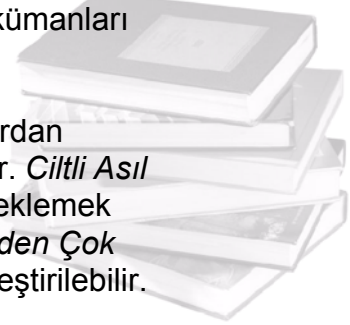 kümanları
rdan
r. Ciltli Asıl
eklemek
den Çok
eştirilebilir.